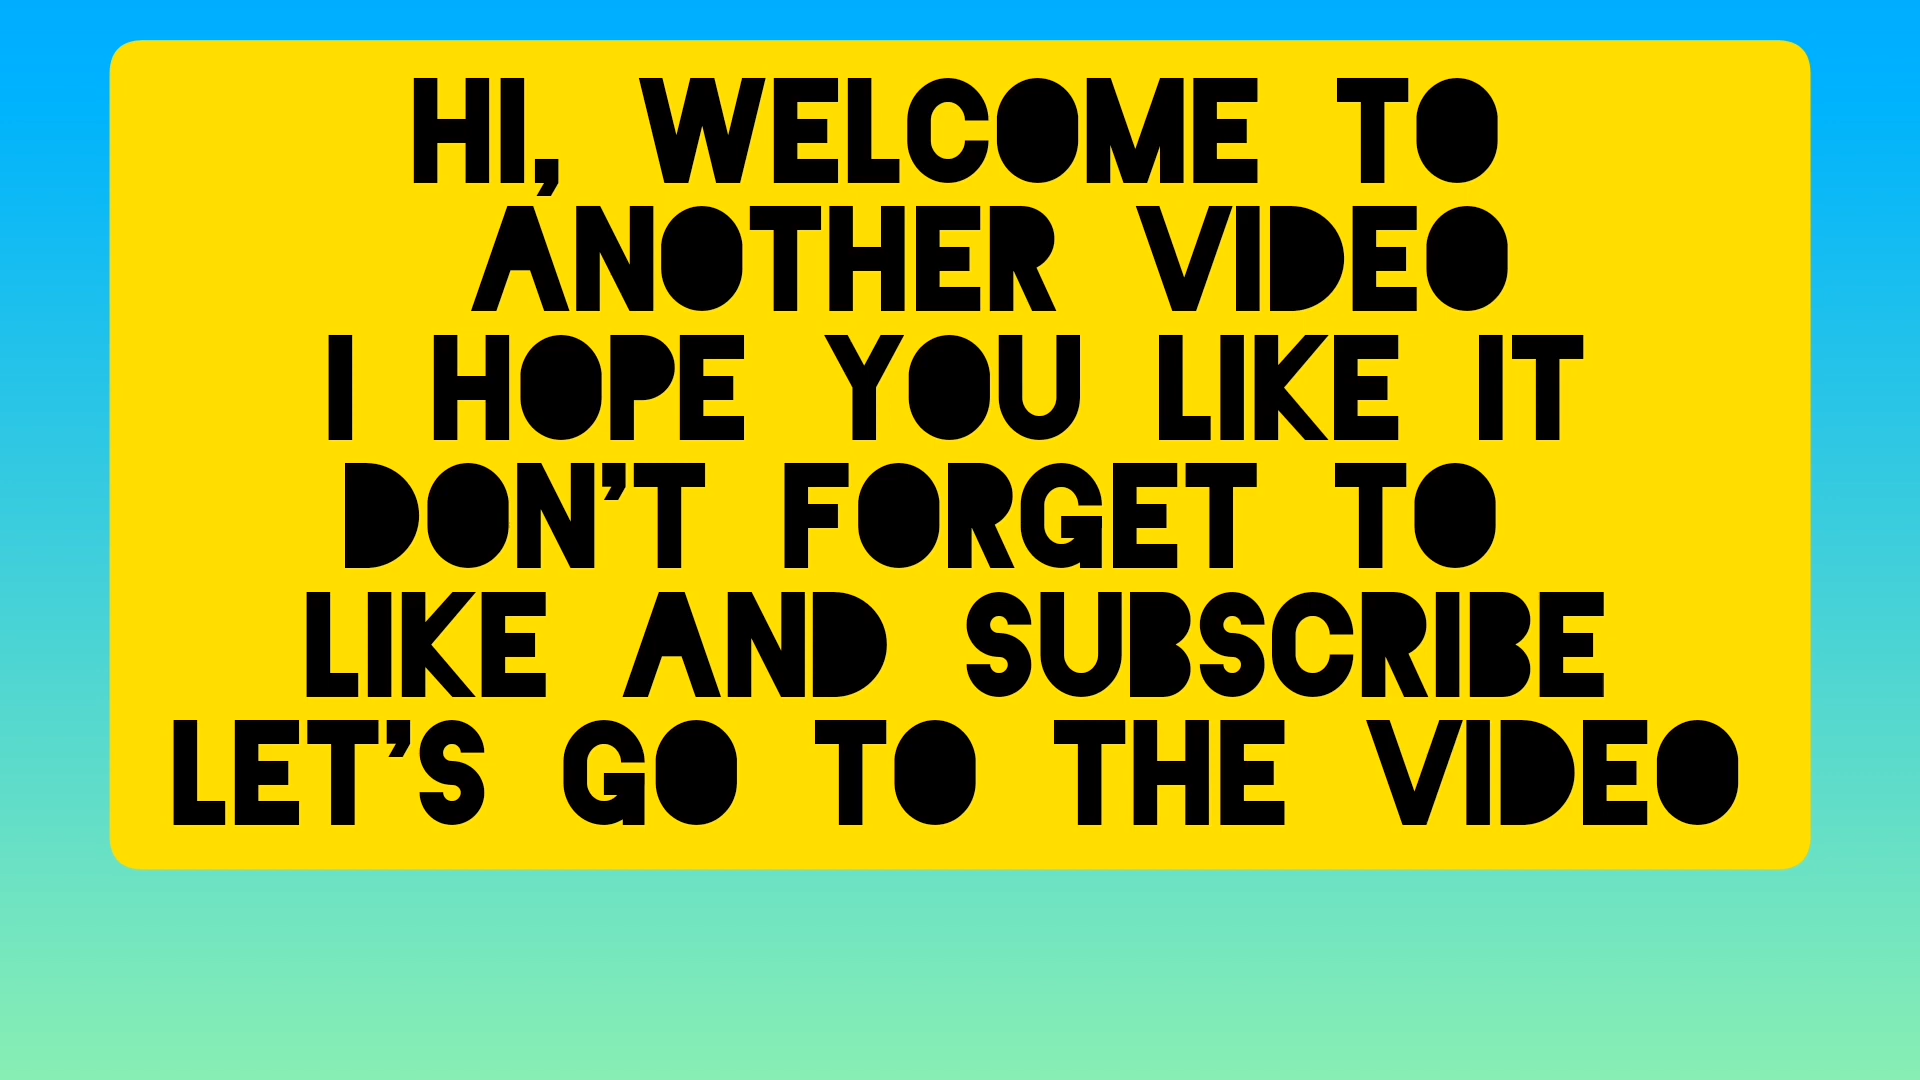 HI, WELCOME TO
ANOTHER VIDEO
I HOPE YOU LIKE IT
DON'T FORGET TO
LIKE AND SUBSCRIBE
LET'S GO TO THE VIDEO